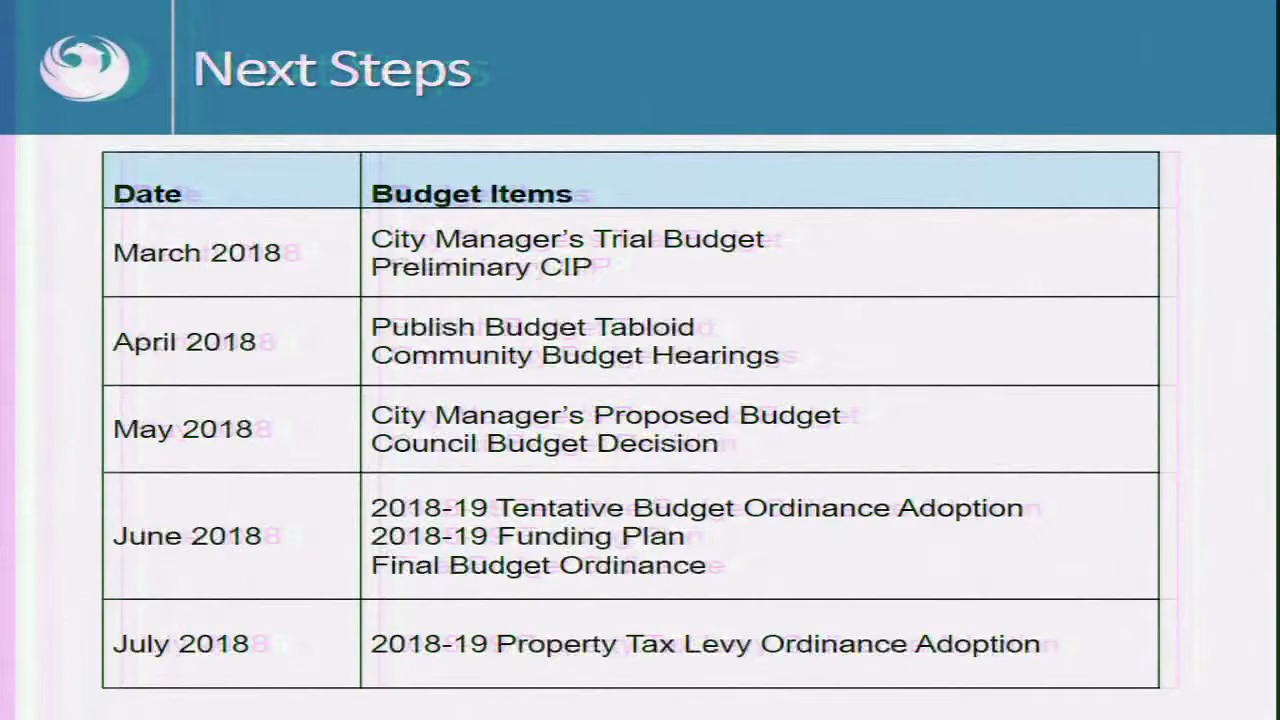 Next Steps
Date
Budget Items
March 2018
City Manager’s Trial Budget
Preliminary CIP
April 2018
Publish Budget Tabloid
Community Budget Hearings
May 2018
City Manager’s Proposed Budget
Council Budget Decision
June 2018
2018-19 Tentative Budget Ordinance Adoption
2018-19 Funding Plan
Final Budget Ordinance
July 2018
2018-19 Property Tax Levy Ordinance Adoption